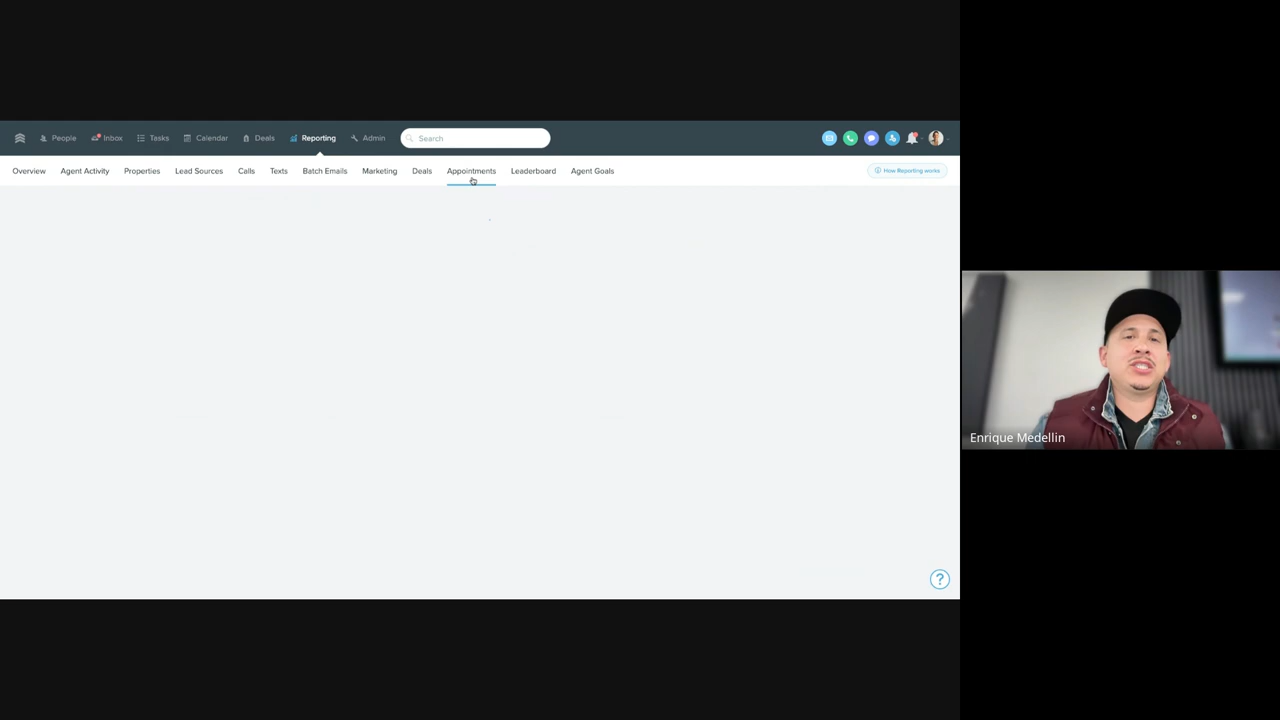 People Inbox Tasks Calendar Deals Reporting Admin Search
Overview Agent Activity Properties Lead Sources Calls Texts Batch Emails Marketing Deals Appointments Leaderboard Agent Goals How Reporting works
Enrique Medellin
?